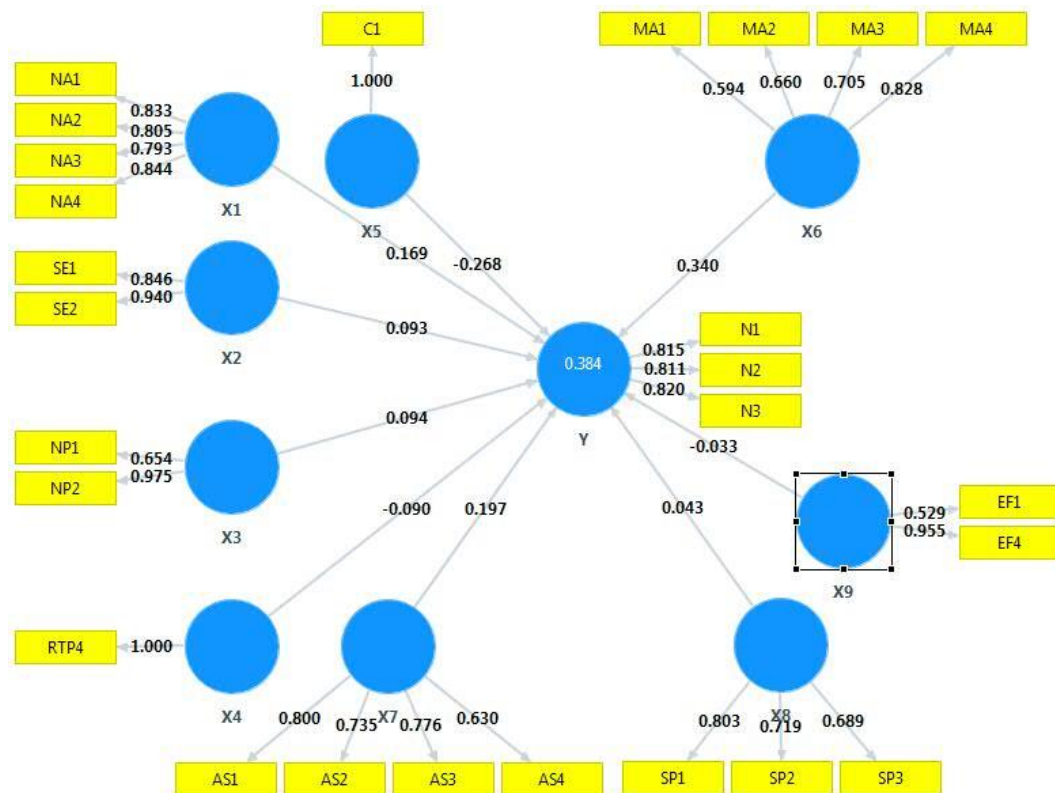 C1
MA1 MA2 MA3 MA4
NA1
NA2
NA3
NA4
0.833
0.805
0.793
0.844
1.000
0.594 0.660 0.705 0.828
X1
X5
X6
0.169
-0.268
0.340
SE1
SE2
0.846
0.940
X2
0.093
0.384
Y
0.815
0.811
0.820
N1
N2
N3
NP1
NP2
0.654
0.975
X3
0.094
-0.033
-0.090
0.197
0.043
0.529
0.955
EF1
EF4
X9
RTP4
1.000
X4
X7
X8
0.800 0.735 0.776 0.630
0.803 0.719 0.689
AS1 AS2 AS3 AS4
SP1 SP2 SP3